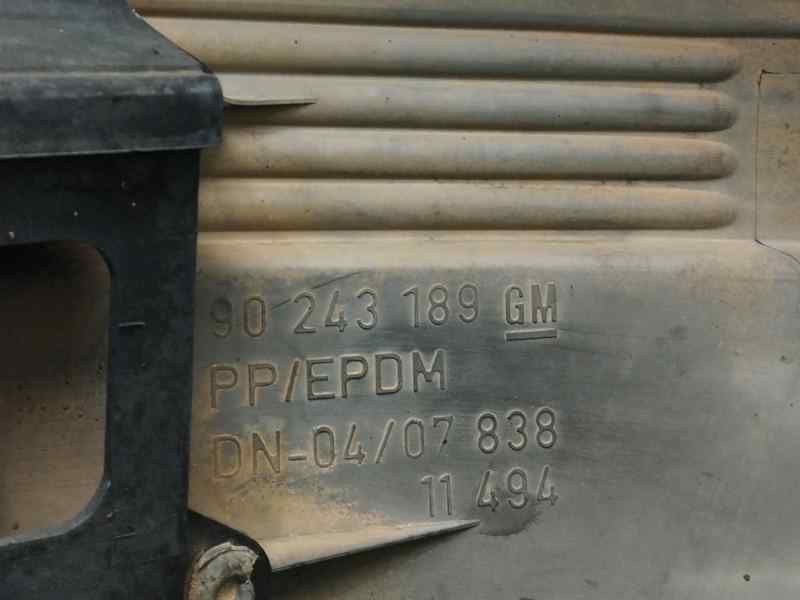 90 243 189 GM
PP/EPDM
DN-04/07 838
11 494